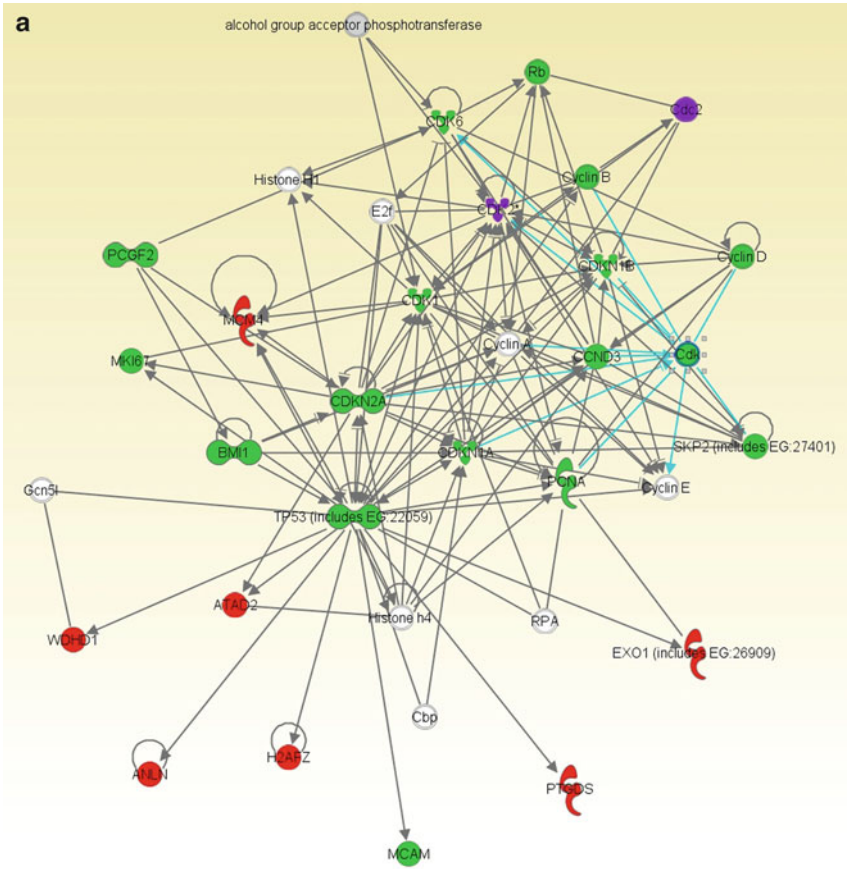 a
alcohol group acceptor phosphotransferase
Rb
Cdc2
CDK6
Histone H1
Cyclin B
E2f
CDK2*
PCGF2
Cyclin D
CDKN1B
CDK4
MCM4
Cyclin A
MKI67
CCND3
Cdk
CDKN2A
BMI1
CDKN1A
SKP2 (includes EG:27401)
Gcn5l
PCNA
Cyclin E
TP53 (includes EG:22059)
ATAD2
Histone h4
RPA
WDHD1
EXO1 (includes EG:26909)
Cbp
ANLN
H2AFZ
PTGDS
MCAM